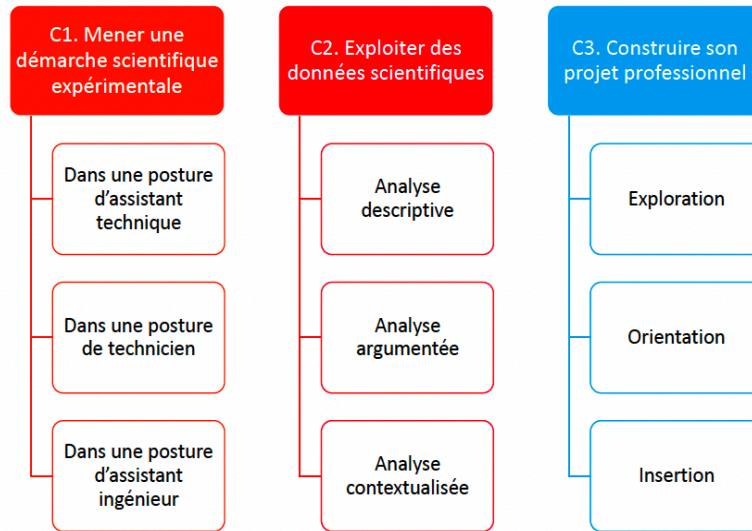 C1. Mener une
démarche scientifique
expérimentale
Dans une posture
d'assistant
technique
Dans une posture
de technicien
Dans une posture
d'assistant
ingénieur
C2. Exploiter des
données scientifiques
Analyse
descriptive
Analyse
argumentée
Analyse
contextualisée
C3. Construire son
projet professionnel
Exploration
Orientation
Insertion